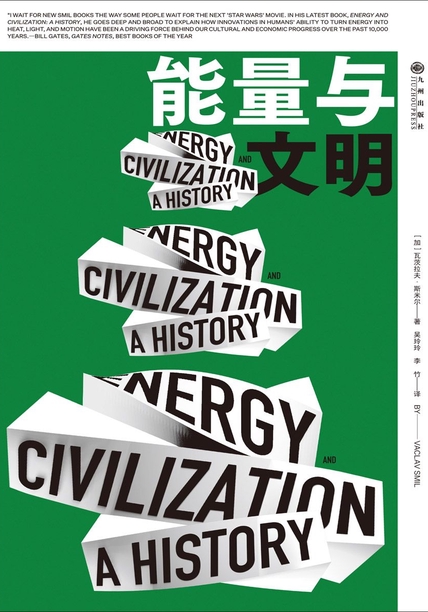 "I WAIT FOR NEW SMIL BOOKS THE WAY SOME PEOPLE WAIT FOR THE NEXT 'STAR WARS' MOVIE. IN HIS LATEST BOOK, ENERGY AND
CIVILIZATION: A HISTORY, HE GOES DEEP AND BROAD TO EXPLAIN HOW INNOVATIONS IN HUMANS' ABILITY TO TURN ENERGY INTO
HEAT, LIGHT, AND MOTION HAVE BEEN A DRIVING FORCE BEHIND OUR CULTURAL AND ECONOMIC PROGRESS OVER THE PAST 10,000
YEARS.—BILL GATES, GATES NOTES, BEST BOOKS OF THE YEAR
能量与
文明
九州出版社
JIUZHOUPRESS
ENERGY
AND
CIVILIZATION
A HISTORY
ENERGY
AND
CIVILIZATION
A HISTORY
ENERGY
AND
CIVILIZATION
A HISTORY
[加]瓦茨拉夫·斯米尔——著 吴玲玲 李竹——译 BY——VACLAV SMIL